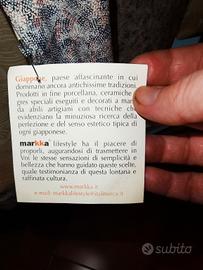 Giappone, paese affascinante in cui
dominano ancora antichissime tradizioni.
Prodotti in fine porcellana, ceramiche e
gres speciali eseguiti e decorati a mano
da abili artigiani con tecniche che
evidenziano la minuziosa ricerca della
perfezione e del senso estetico tipica di
ogni giapponese.
markka lifestyle ha il piacere di
proporli, augurandosi di trasmettere in
Voi le stesse sensazioni di semplicità e
bellezza che hanno guidato queste scelte,
quale testimonianza di questa lontana e
raffinata cultura.
www.markka.it
subito